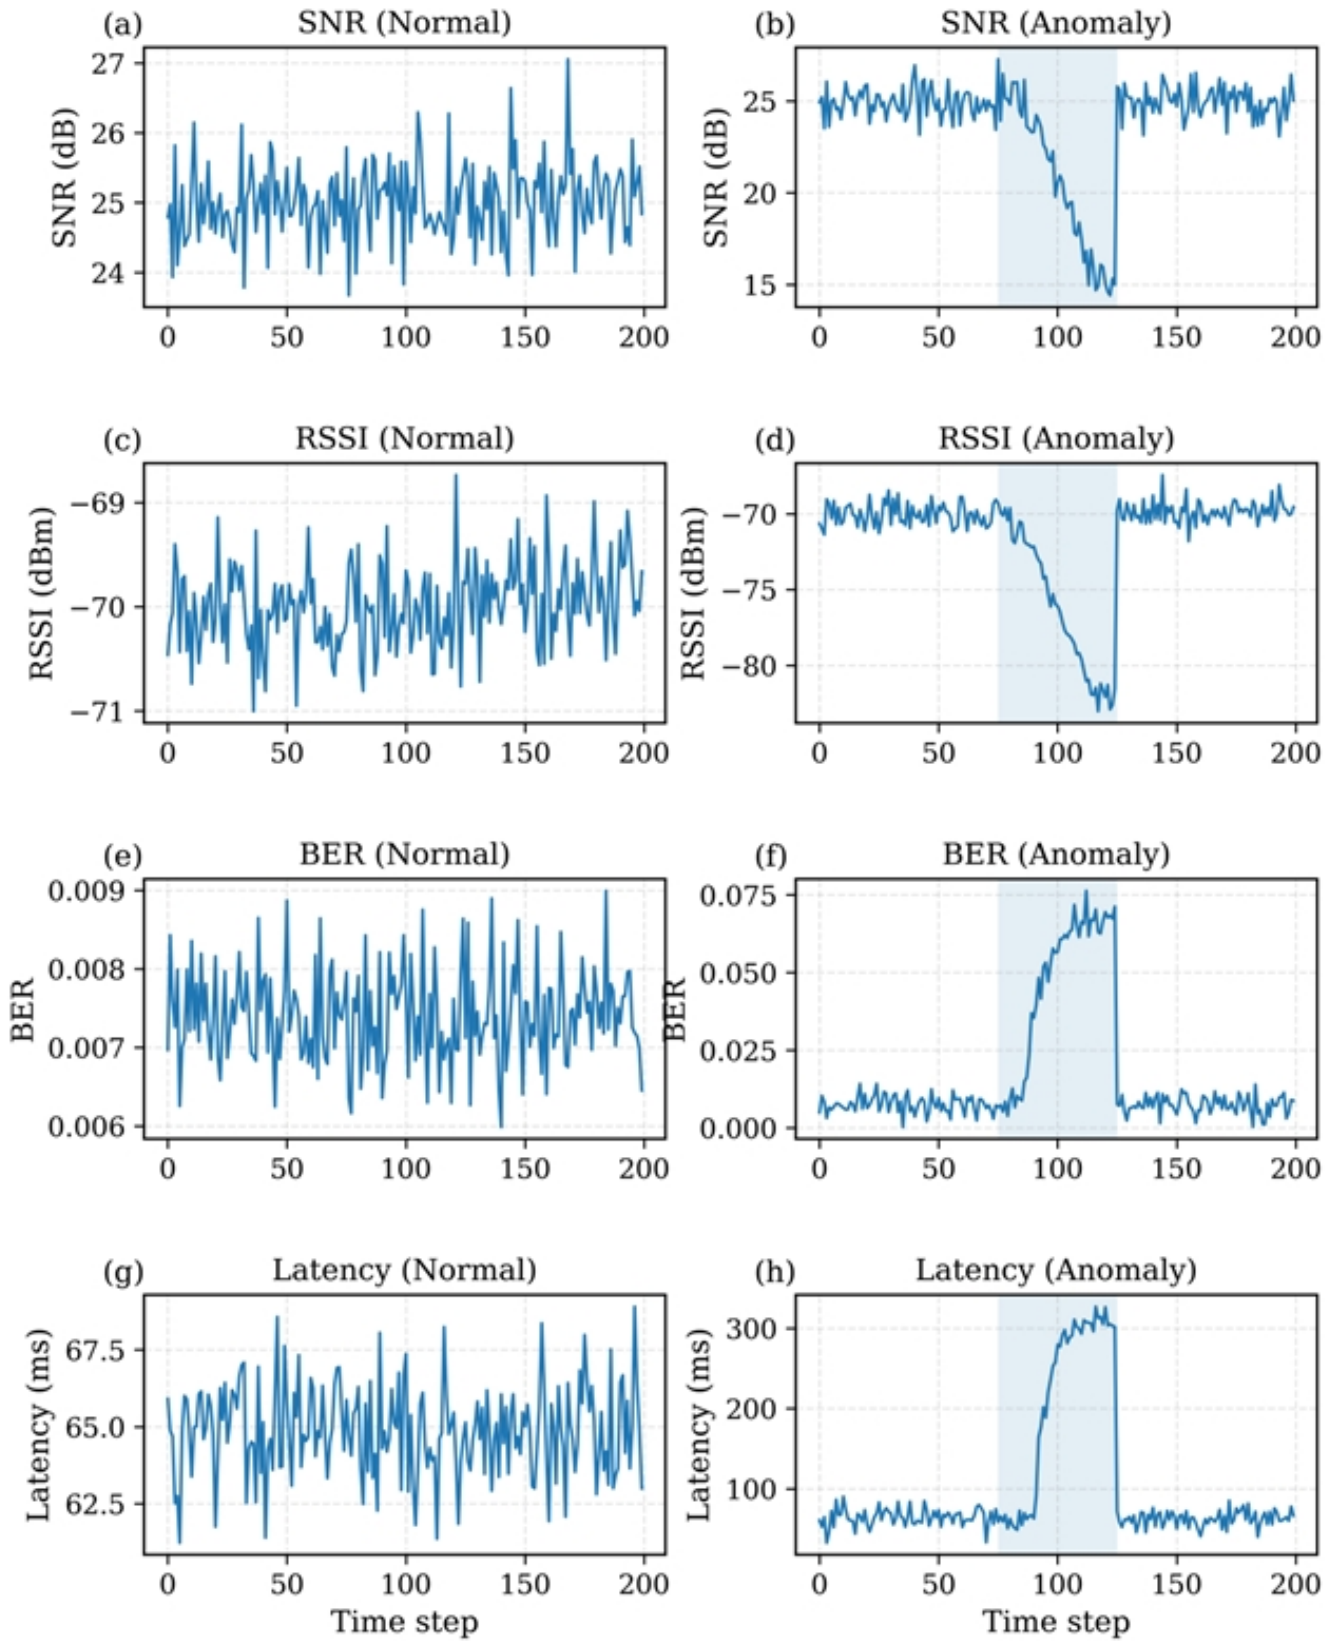 (a) SNR (Normal)
27
26
25
24
SNR (dB)
0 50 100 150 200
(b) SNR (Anomaly)
25
20
15
SNR (dB)
0 50 100 150 200
(c) RSSI (Normal)
−69
−70
−71
RSSI (dBm)
0 50 100 150 200
(d) RSSI (Anomaly)
−70
−75
−80
RSSI (dBm)
0 50 100 150 200
(e) BER (Normal)
0.009
0.008
0.007
0.006
BER
0 50 100 150 200
(f) BER (Anomaly)
0.075
0.050
0.025
0.000
BER
0 50 100 150 200
(g) Latency (Normal)
67.5
65.0
62.5
Latency (ms)
0 50 100 150 200
Time step
(h) Latency (Anomaly)
300
200
100
Latency (ms)
0 50 100 150 200
Time step